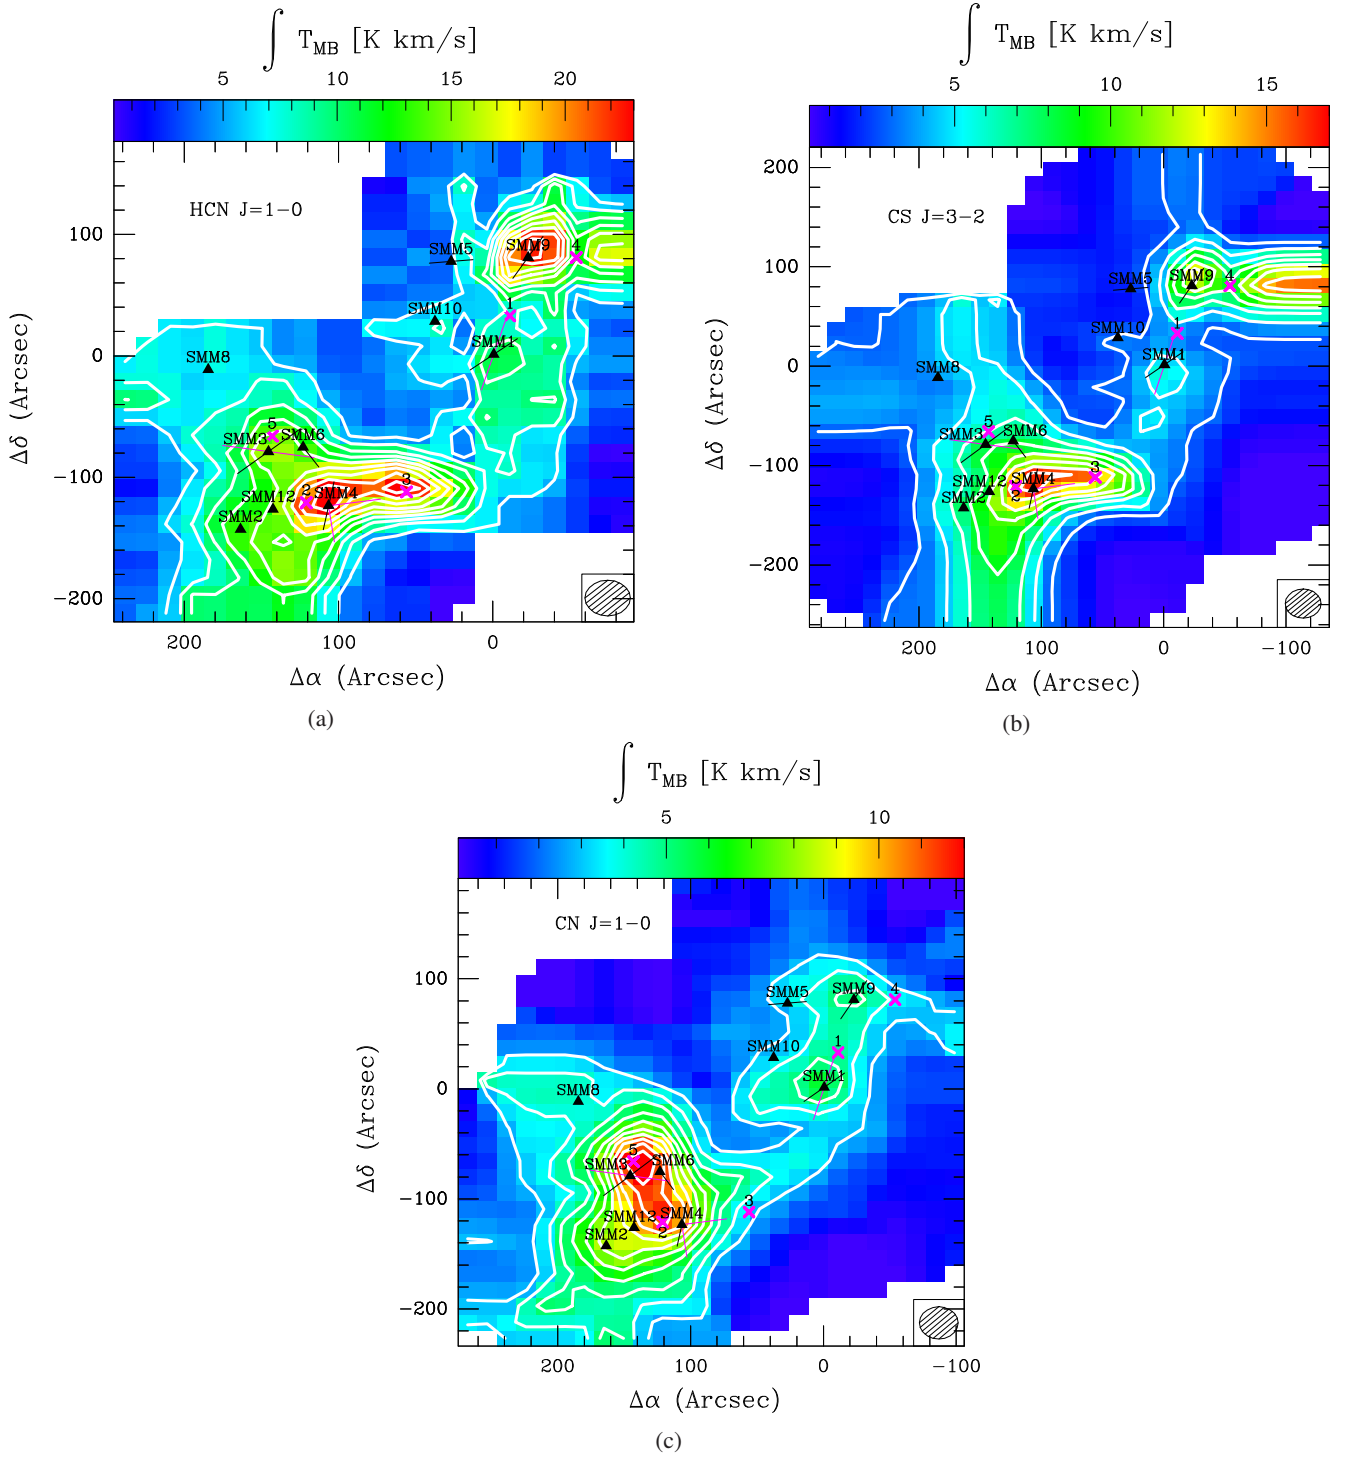 ∫ T_MB [K km/s]
5 10 15 20
HCN J=1−0
SMM5 SMM9 4
SMM10 1
SMM1
SMM8
5
SMM3 SMM6
3
2 SMM4
SMM12
SMM2
100
0
−100
−200
200 100 0
Δδ (Arcsec)
Δα (Arcsec)
(a)
∫ T_MB [K km/s]
5 10 15
CS J=3−2
SMM5 SMM9 4
SMM10 1
SMM1
SMM8
5
SMM3 SMM6
3
SMM12 SMM4
SMM2 2
200
100
0
−100
−200
200 100 0 −100
Δδ (Arcsec)
Δα (Arcsec)
(b)
∫ T_MB [K km/s]
5 10
CN J=1−0
SMM5 SMM9 4
SMM10 1
SMM1
SMM8
5
SMM3 SMM6
3
SMM12 SMM4
SMM2 2
100
0
−100
−200
200 100 0 −100
Δδ (Arcsec)
Δα (Arcsec)
(c)